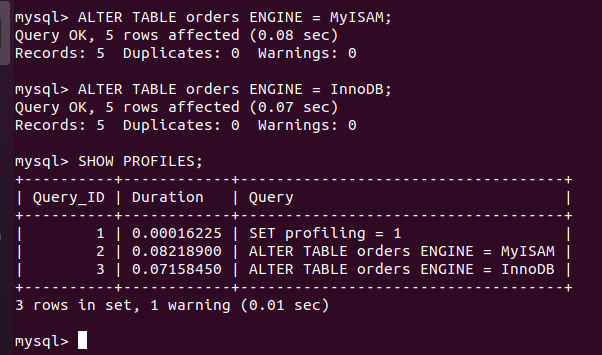 mysql> ALTER TABLE orders ENGINE = MyISAM;
Query OK, 5 rows affected (0.08 sec)
Records: 5  Duplicates: 0  Warnings: 0

mysql> ALTER TABLE orders ENGINE = InnoDB;
Query OK, 5 rows affected (0.07 sec)
Records: 5  Duplicates: 0  Warnings: 0

mysql> SHOW PROFILES;
+----------+------------+-------------------------------------+
| Query_ID | Duration   | Query                               |
+----------+------------+-------------------------------------+
|        1 | 0.00016225 | SET profiling = 1                   |
|        2 | 0.08218900 | ALTER TABLE orders ENGINE = MyISAM |
|        3 | 0.07158450 | ALTER TABLE orders ENGINE = InnoDB |
+----------+------------+-------------------------------------+
3 rows in set, 1 warning (0.01 sec)

mysql>